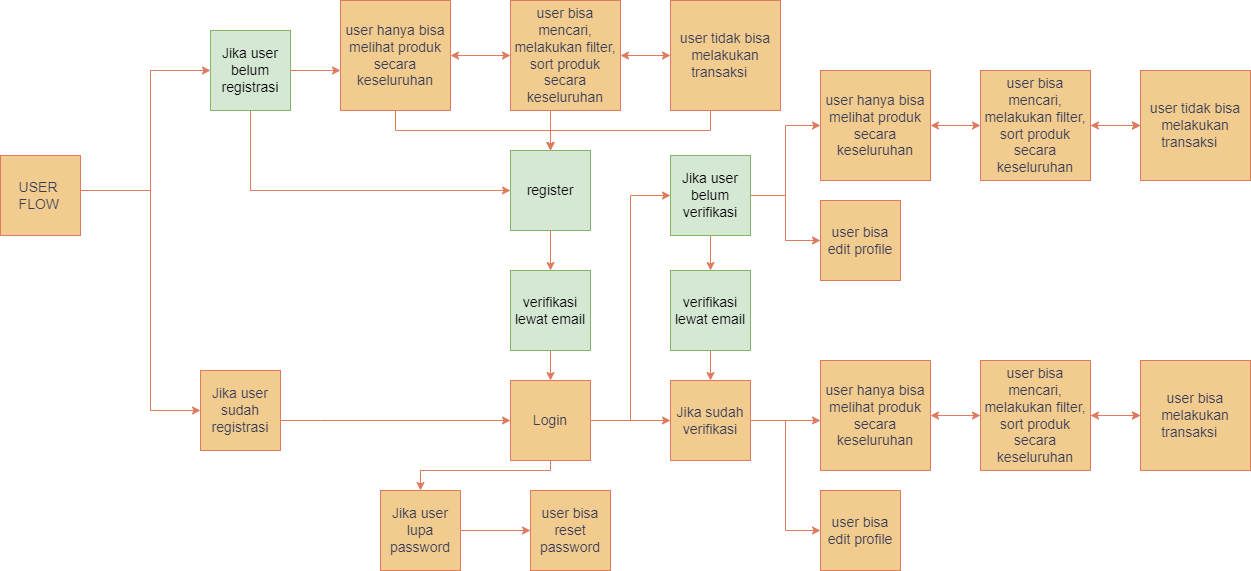 USER
FLOW
Jika user
belum
registrasi
user hanya bisa
melihat produk
secara
keseluruhan
user bisa
mencari,
melakukan filter,
sort produk
secara
keseluruhan
user tidak bisa
melakukan
transaksi
register
verifikasi
lewat email
Jika user
sudah
registrasi
Login
Jika user
lupa
password
user bisa
reset
password
Jika user
belum
verifikasi
verifikasi
lewat email
Jika sudah
verifikasi
user hanya bisa
melihat produk
secara
keseluruhan
user bisa
mencari,
melakukan filter,
sort produk
secara
keseluruhan
user tidak bisa
melakukan
transaksi
user bisa
edit profile
user hanya bisa
melihat produk
secara
keseluruhan
user bisa
mencari,
melakukan filter,
sort produk
secara
keseluruhan
user bisa
melakukan
transaksi
user bisa
edit profile